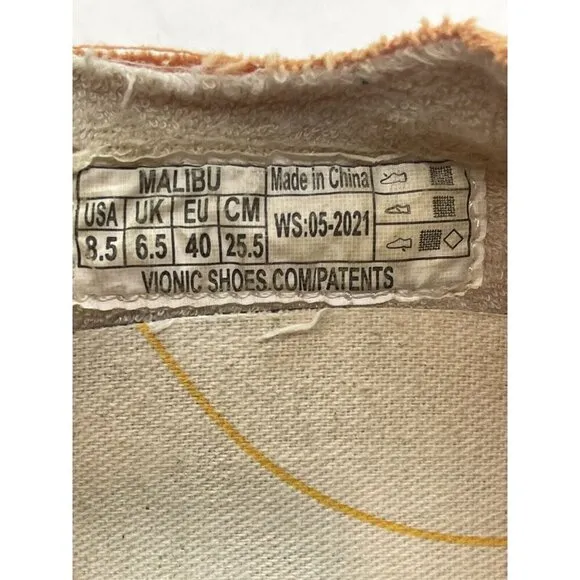 MALIBU
Made in China
USA UK EU CM
8.5 6.5 40 25.5
WS:05-2021
VIONIC SHOES.COM/PATENTS